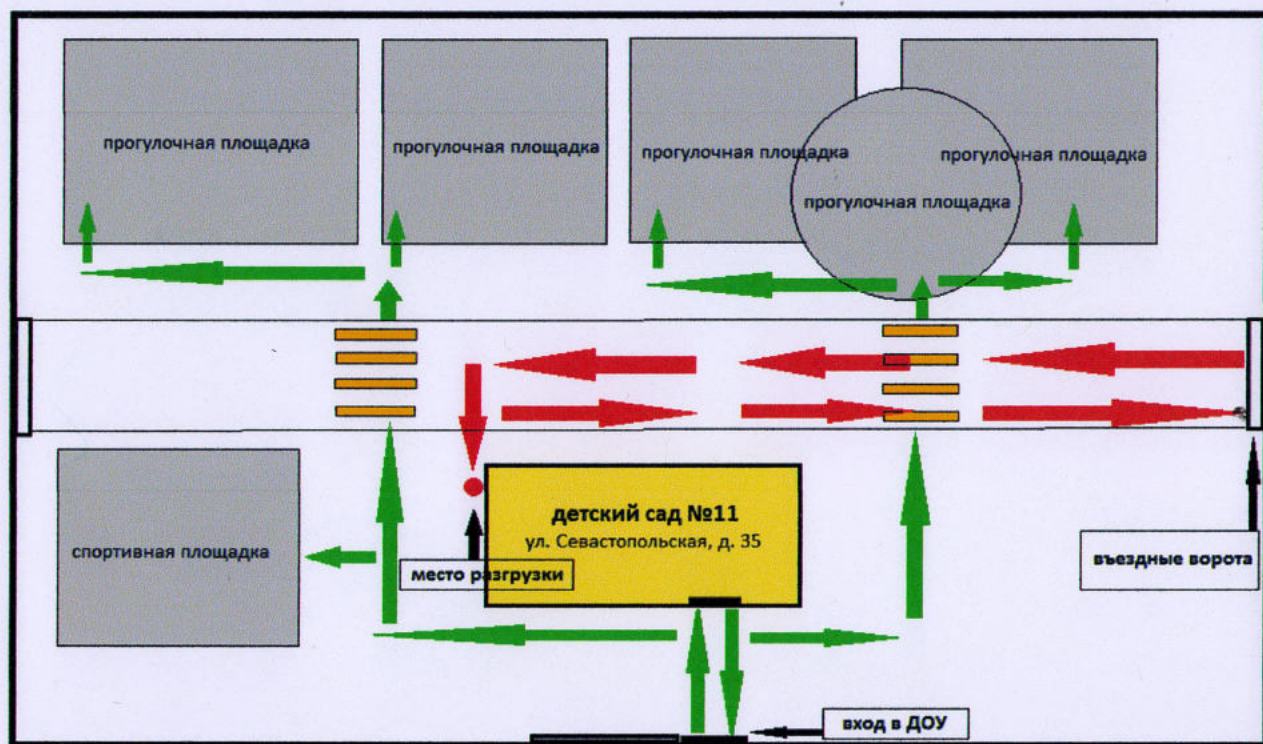 прогулочная площадка
прогулочная площадка
прогулочная площадка
прогулочная площадка
прогулочная площадка
детский сад №11
ул. Севастопольская, д. 35
спортивная площадка
место разгрузки
въездные ворота
вход в ДОУ